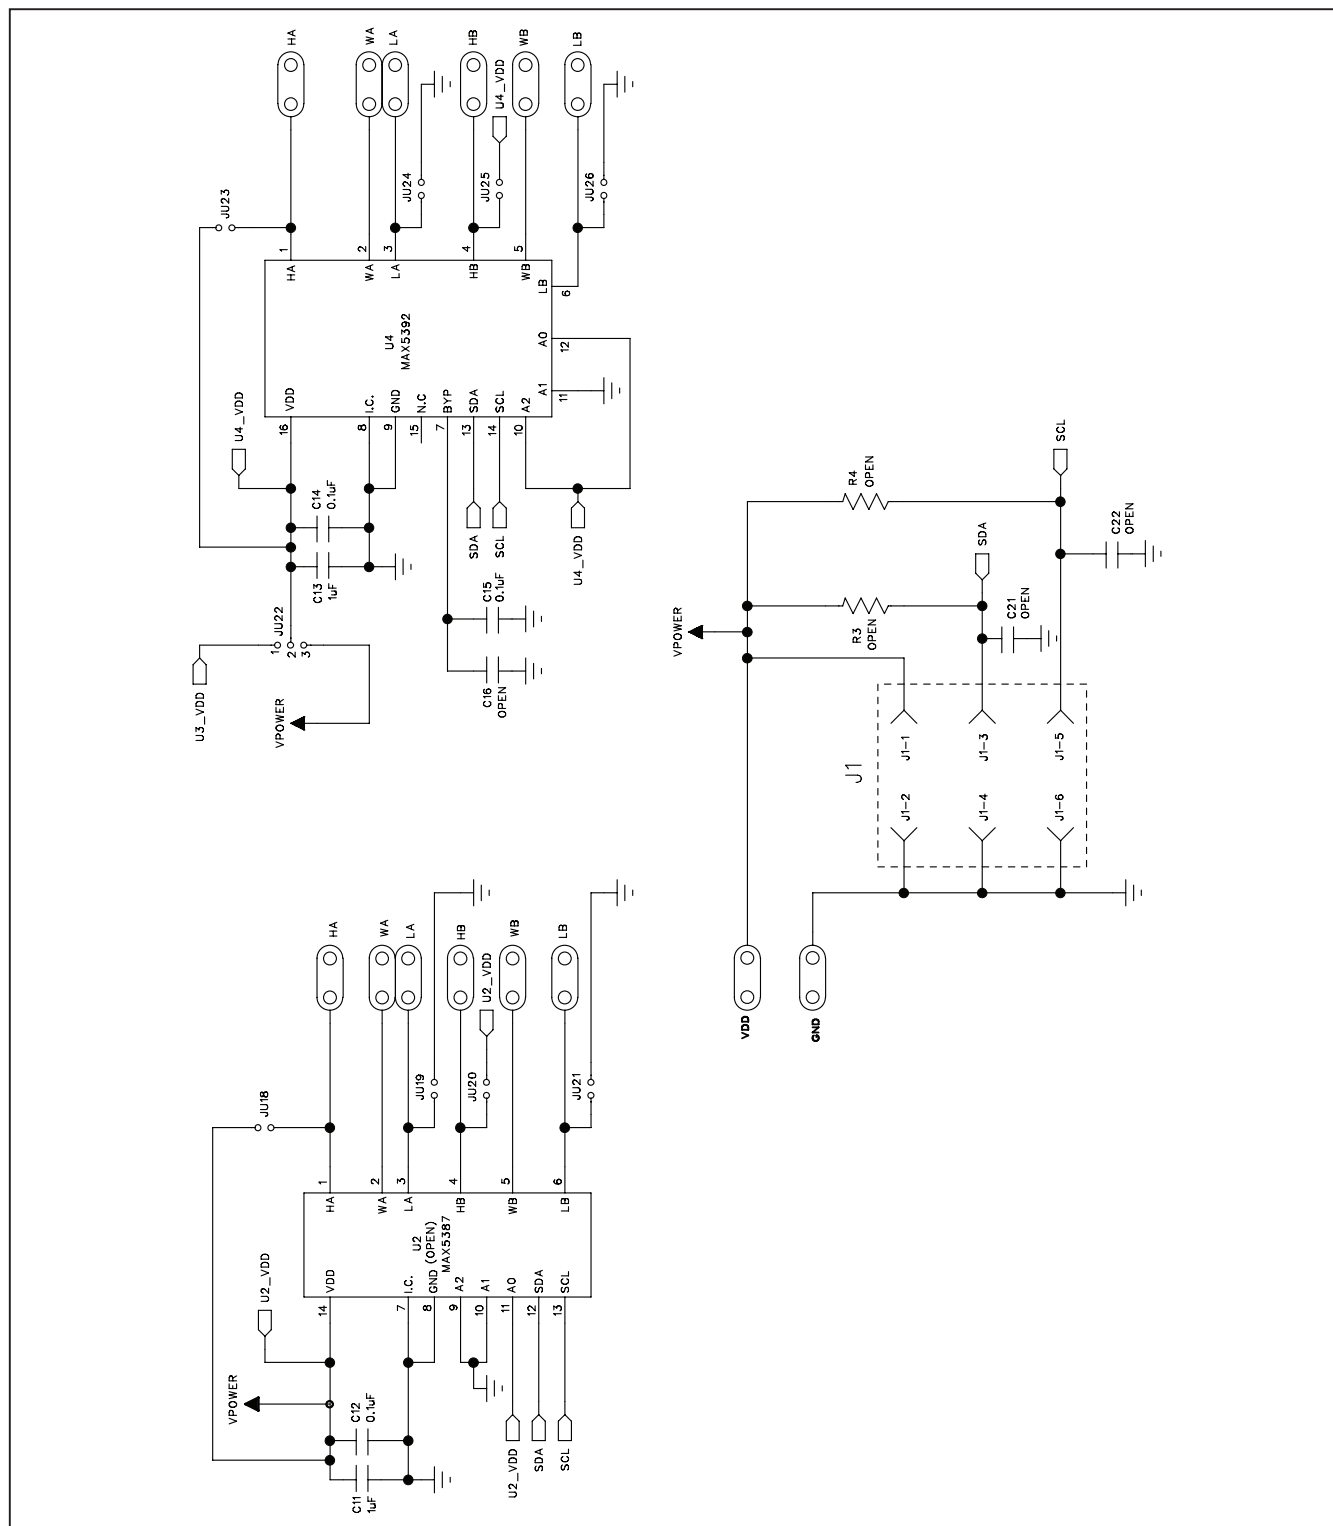 HA
WA
LA
HB
U4_VDD
WB
LB
JU23
JU24
JU25
JU26
1
2
3
4
5
6
HA
WA
LA
HB
WB
LB
U4
MAX5392
A0
12
A1
11
VDD
I.C.
GND
N.C
BYP
SDA
SCL
A2
16
8
9
15
7
13
14
10
U4_VDD
C14
0.1uF
C13
1uF
SDA
SCL
U4_VDD
C15
0.1uF
C16
OPEN
JU22
1
2
3
U3_VDD
VPOWER
HA
WA
LA
HB
U2_VDD
WB
LB
JU18
JU19
JU20
JU21
1
2
3
4
5
6
HA
WA
LA
HB
WB
LB
U2
(OPEN)
MAX5387
VDD
I.C.
GND
A2
A1
A0
SDA
SCL
14
7
8
9
10
11
12
13
U2_VDD
VPOWER
C12
0.1uF
C11
1uF
U2_VDD
SDA
SCL
SCL
R4
OPEN
C22
OPEN
SDA
R3
OPEN
C21
OPEN
VPOWER
J1
J1-1
J1-3
J1-5
J1-2
J1-4
J1-6
VDD
GND